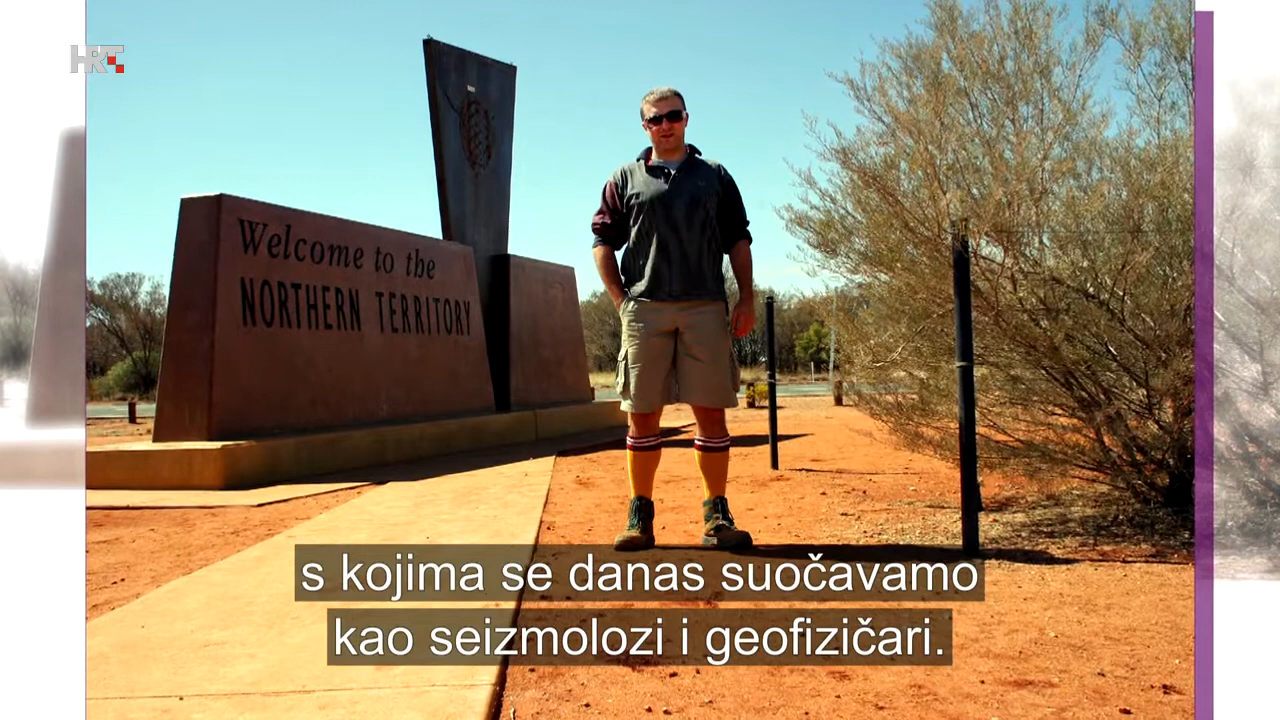 HRT
Welcome to the
NORTHERN TERRITORY
s kojima se danas suočavamo
kao seizmolozi i geofizičari.